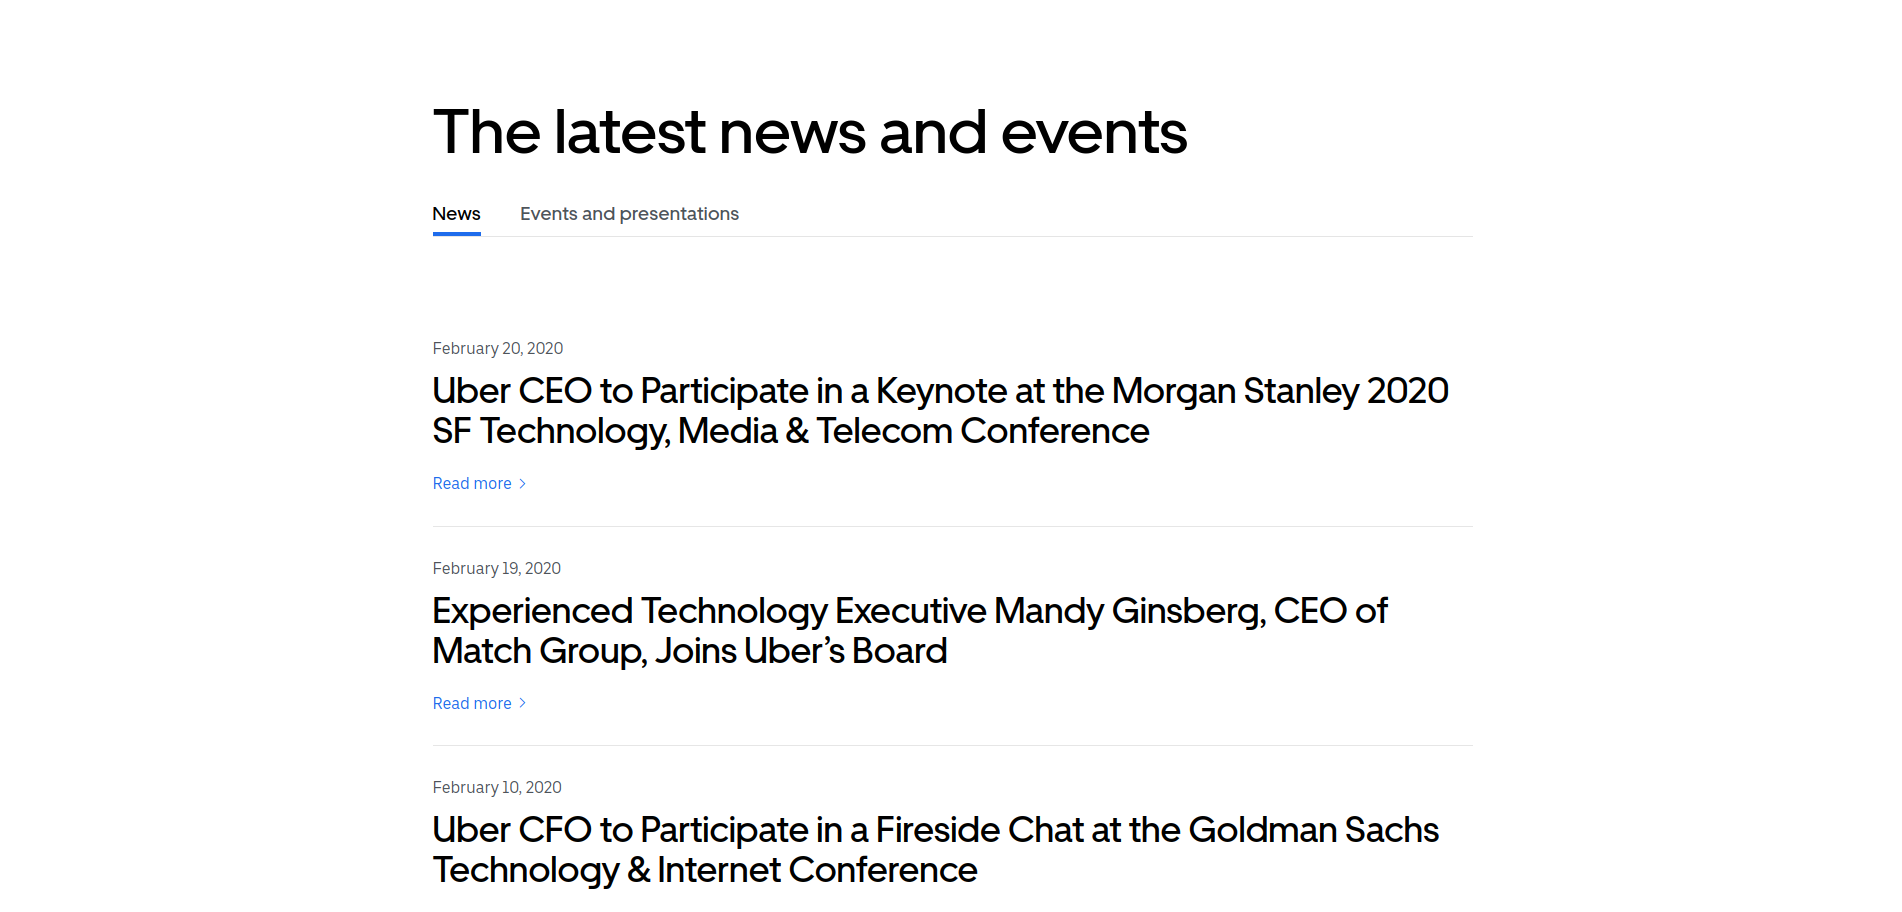 The latest news and events
News
Events and presentations
February 20, 2020
Uber CEO to Participate in a Keynote at the Morgan Stanley 2020
SF Technology, Media & Telecom Conference
Read more
February 19, 2020
Experienced Technology Executive Mandy Ginsberg, CEO of
Match Group, Joins Uber’s Board
Read more
February 10, 2020
Uber CFO to Participate in a Fireside Chat at the Goldman Sachs
Technology & Internet Conference